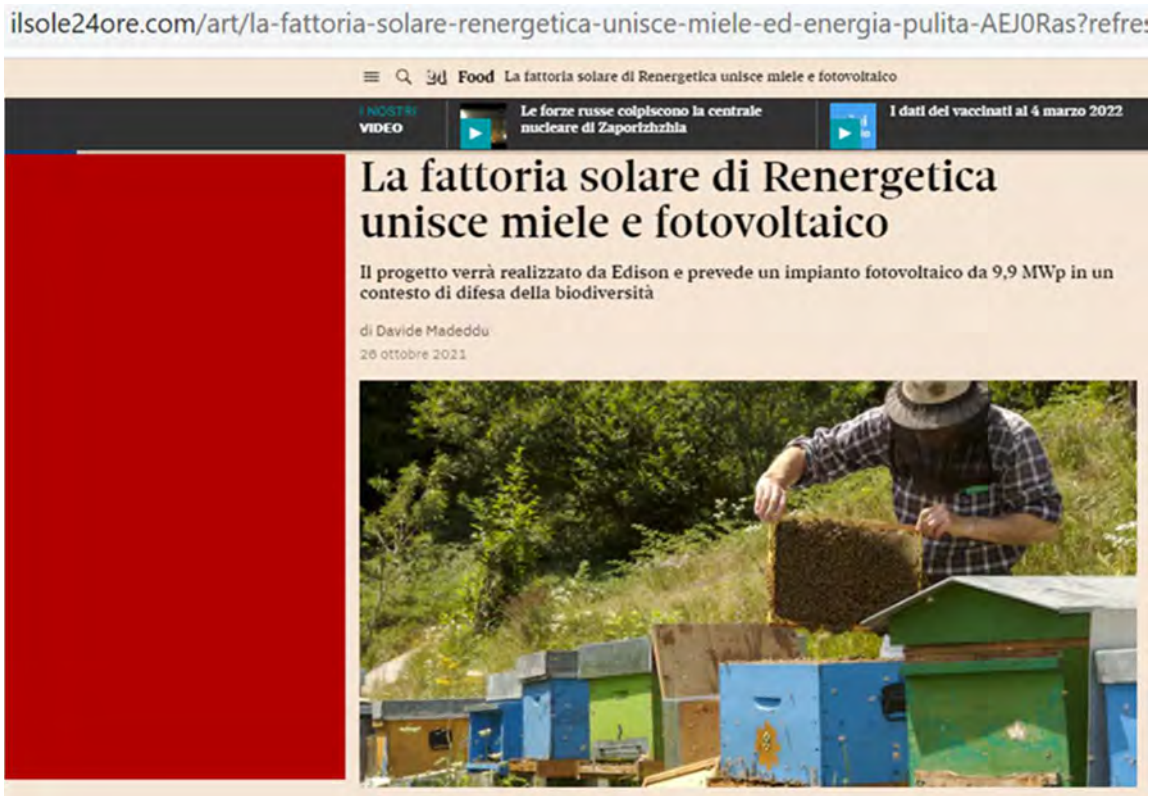 ilsole24ore.com/art/la-fattoria-solare-renergetica-unisce-miele-ed-energia-pulita-AEJ0Ras?refres
Food La fattoria solare di Renergetica unisce miele e fotovoltaico
I NOSTRI
VIDEO
Le forze russe colpiscono la centrale
nucleare di Zaporizhzhia
I dati dei vaccinati al 4 marzo 2022
La fattoria solare di Renergetica
unisce miele e fotovoltaico
Il progetto verrà realizzato da Edison e prevede un impianto fotovoltaico da 9,9 MWp in un
contesto di difesa della biodiversità
di Davide Madeddu
26 ottobre 2021